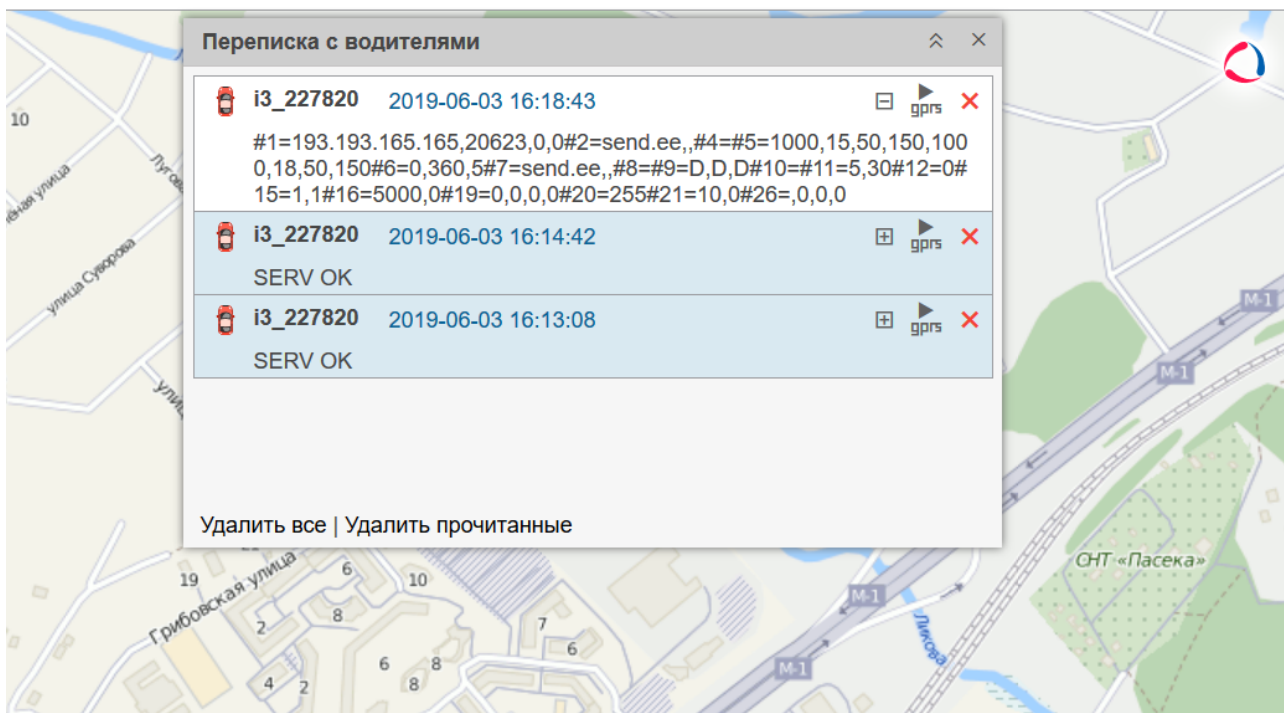 Переписка с водителями
i3_227820 2019-06-03 16:18:43
gprs
#1=193.193.165.165,20623,0,0#2=send.ee,,#4=#5=1000,15,50,150,100
0,18,50,150#6=0,360,5#7=send.ee,,#8=#9=D,D,D#10=#11=5,30#12=0#
15=1,1#16=5000,0#19=0,0,0,0#20=255#21=10,0#26=,0,0,0
i3_227820 2019-06-03 16:14:42
gprs
SERV OK
i3_227820 2019-06-03 16:13:08
gprs
SERV OK
Удалить все | Удалить прочитанные
10
улица Суворова
М-1
М-1
СНТ «Пасека»
19
Грибовская улица
6
10
М-1
2
8
7
6
Ликова
6
8
М-1
4
2
8